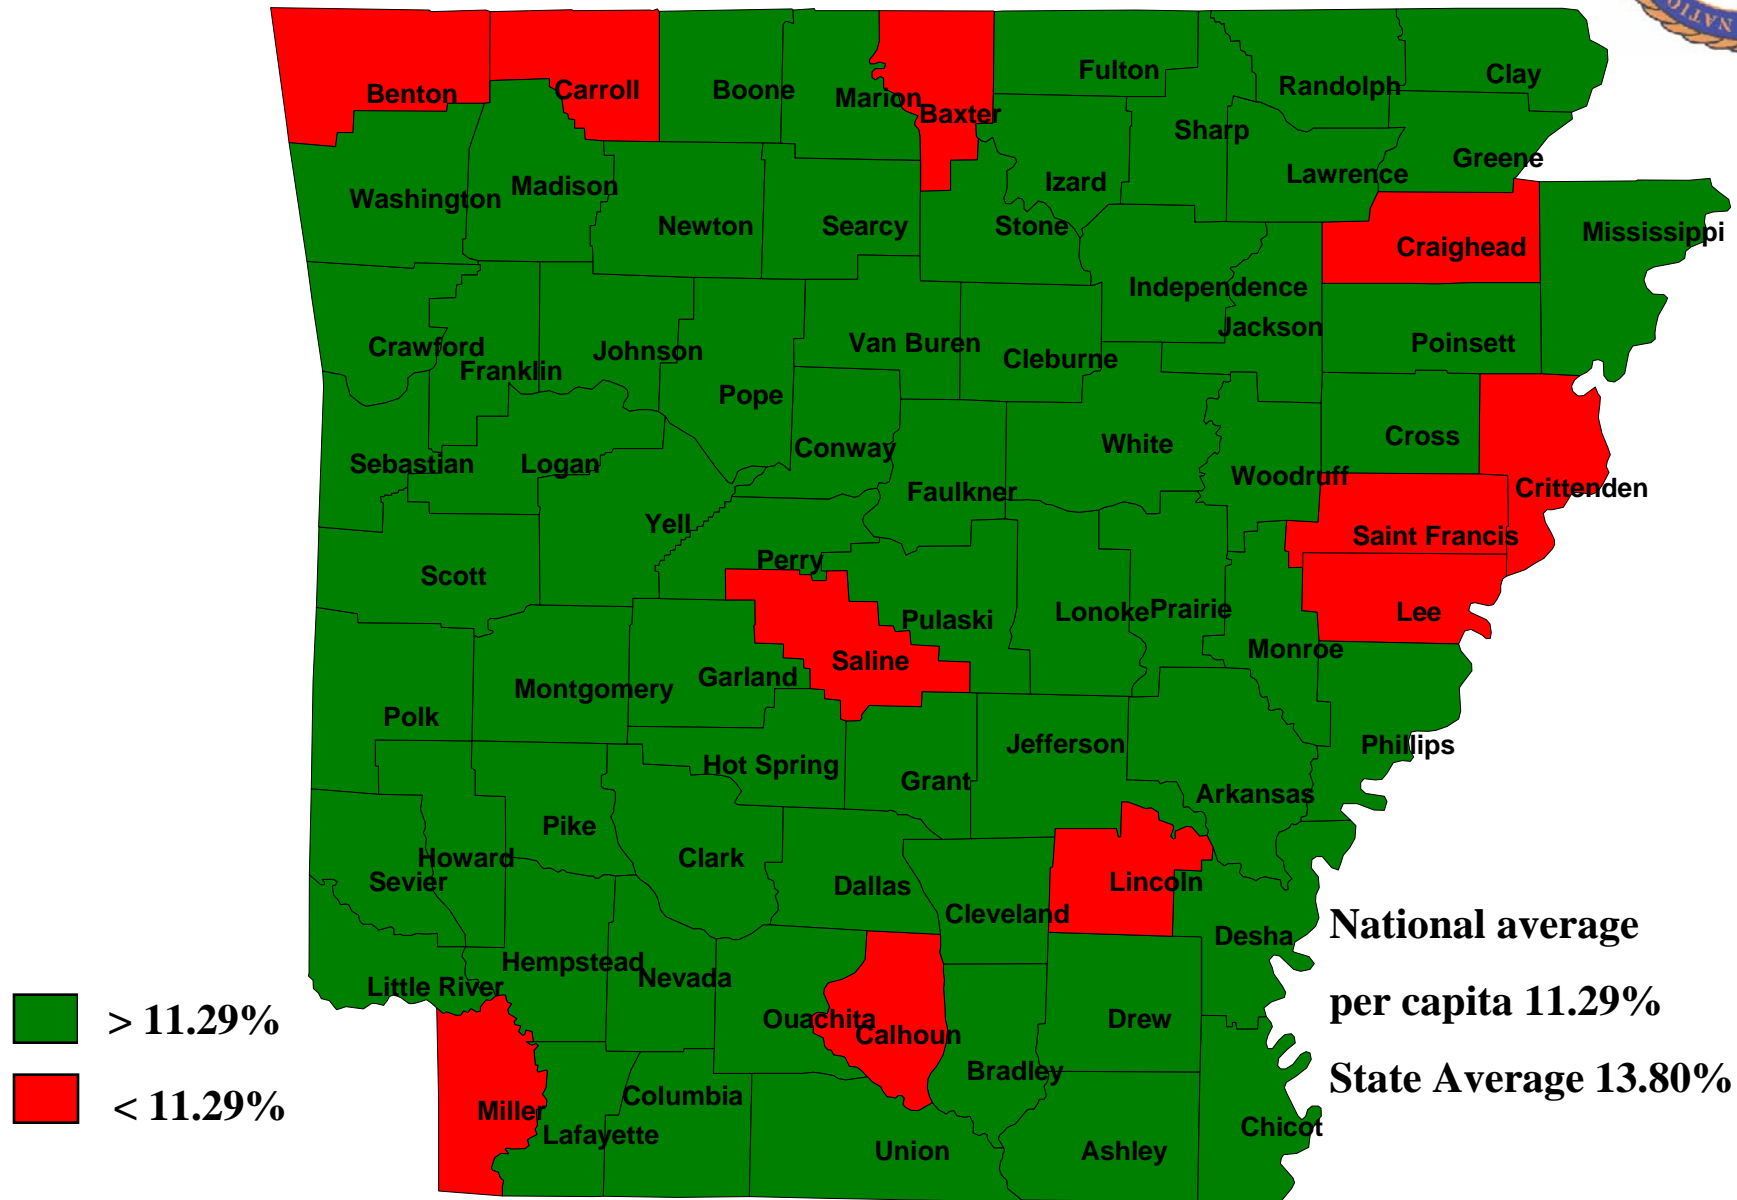 NATIO
Benton
Carroll
Boone
Marion
Baxter
Fulton
Randolph
Clay
Sharp
Greene
Izard
Lawrence
Washington
Madison
Newton
Searcy
Stone
Craighead
Mississippi
Independence
Jackson
Crawford
Franklin
Johnson
Van Buren
Cleburne
Poinsett
Pope
Conway
White
Cross
Sebastian
Logan
Faulkner
Woodruff
Crittenden
Yell
Saint Francis
Perry
Scott
Pulaski
Lonoke
Prairie
Lee
Saline
Monroe
Garland
Montgomery
Polk
Hot Spring
Grant
Jefferson
Phillips
Arkansas
Pike
Howard
Sevier
Clark
Dallas
Lincoln
Cleveland
Desha
Hempstead
Nevada
Little River
Ouachita
Calhoun
Drew
Bradley
Columbia
Miller
Lafayette
Union
Ashley
Chicot
> 11.29%
< 11.29%
National average
per capita 11.29%
State Average 13.80%